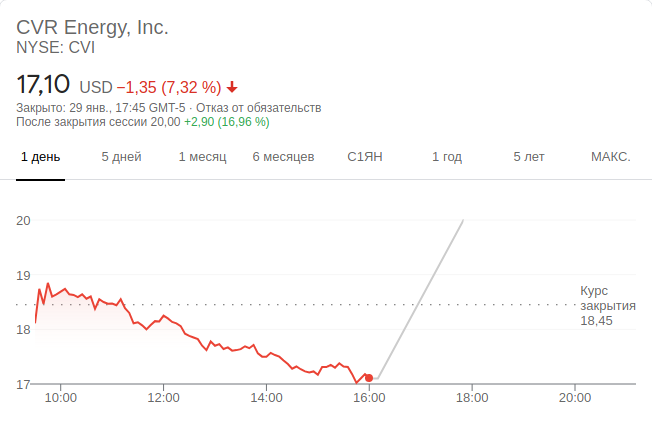 CVR Energy, Inc.
NYSE: CVI
17,10 USD −1,35 (7,32 %)
Закрыто: 29 янв., 17:45 GMT-5 · Отказ от обязательств
После закрытия сессии 20,00 +2,90 (16,96 %)
1 день 5 дней 1 месяц 6 месяцев С1ЯН 1 год 5 лет МАКС.
20
19
Курс
закрытия
18,45
18
17
10:00 12:00 14:00 16:00 18:00 20:00